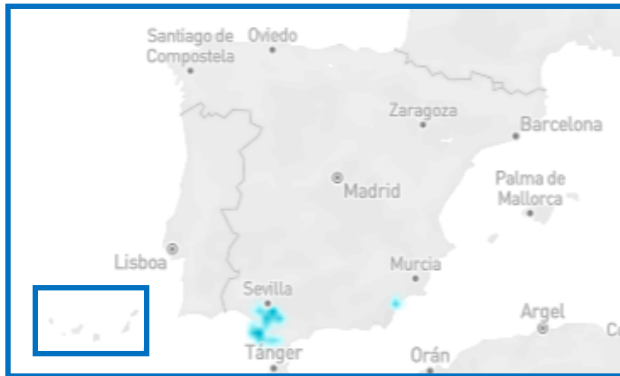 Santiago de
Compostela
Oviedo
Zaragoza
Barcelona
Madrid
Palma de
Mallorca
Lisboa
Murcia
Sevilla
Argel
Tánger
Orán